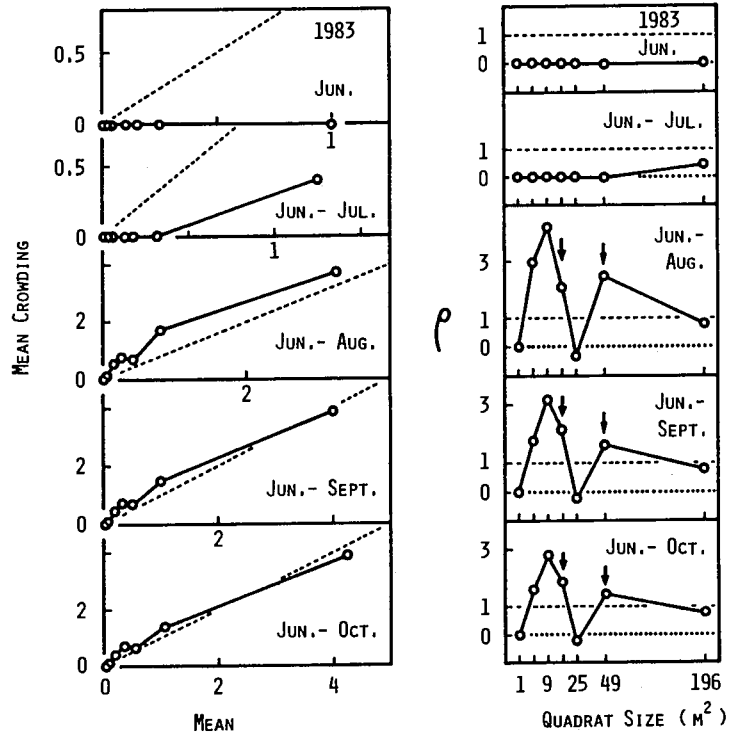 1983
0.5
JUN.
0
1
0.5
JUN.- JUL.
0
1
2
JUN.- AUG.
0
2
2
JUN.- SEPT.
0
2
2
JUN.- OCT.
0
0 2 4
MEAN
MEAN CROWDING
1983
1
JUN.
0
JUN.- JUL.
1
0
JUN.-
AUG.
3
1
0
JUN.-
SEPT.
3
1
0
JUN.- OCT.
3
1
0
ρ
1 9 25 49 196
QUADRAT SIZE (M²)